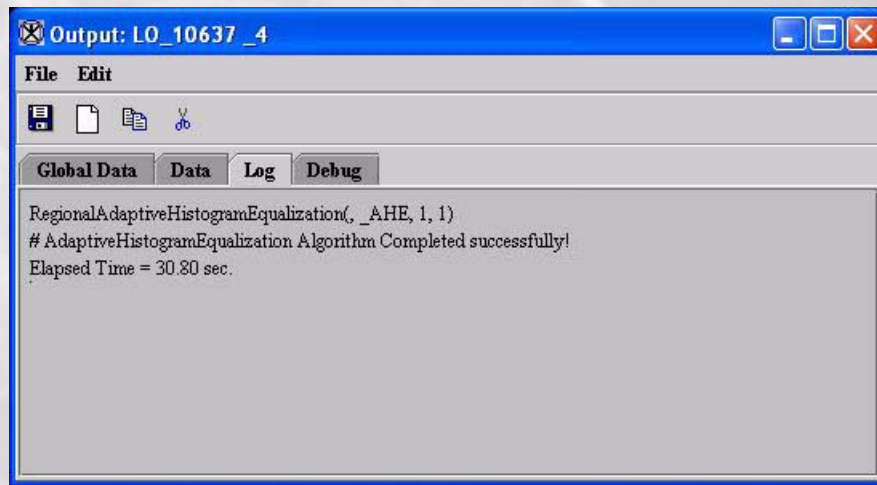 Output: LO_10637 _4
File Edit
Global Data Data Log Debug
RegionalAdaptiveHistogramEqualization(, _AHE, 1, 1)
# AdaptiveHistogramEqualization Algorithm Completed successfully!
Elapsed Time = 30.80 sec.